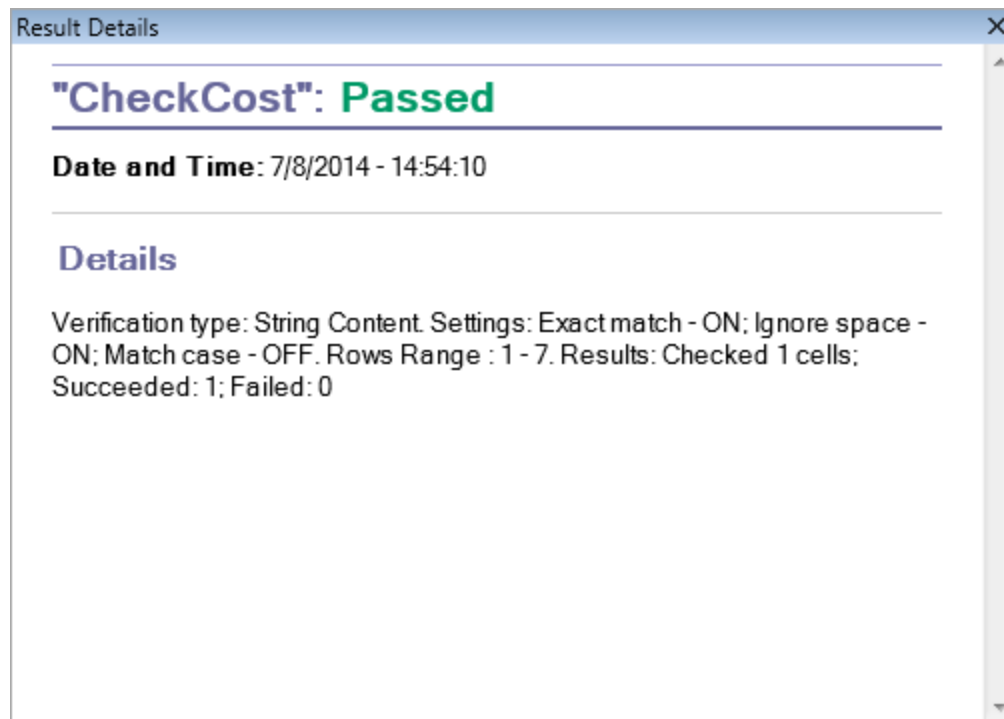 Result Details
"CheckCost": Passed
Date and Time: 7/8/2014 - 14:54:10
Details
Verification type: String Content. Settings: Exact match - ON; Ignore space -
ON; Match case - OFF. Rows Range : 1 - 7. Results: Checked 1 cells;
Succeeded: 1; Failed: 0